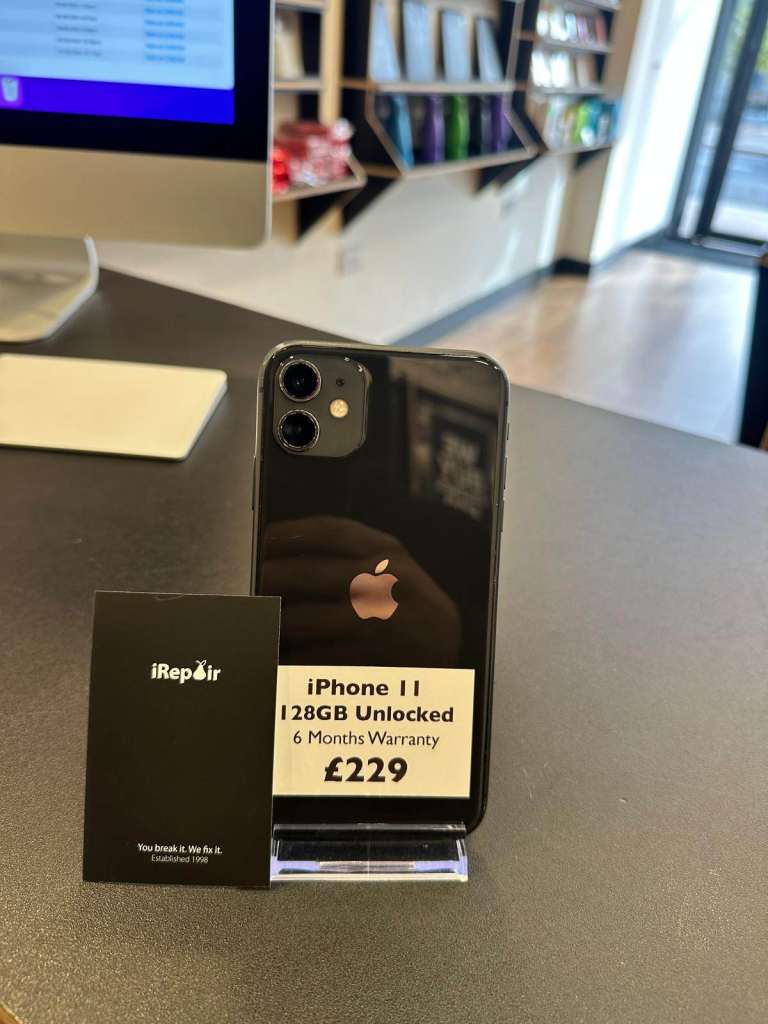 iRepair
You break it. We fix it.
Established 1998
iPhone 11
128GB Unlocked
6 Months Warranty
£229